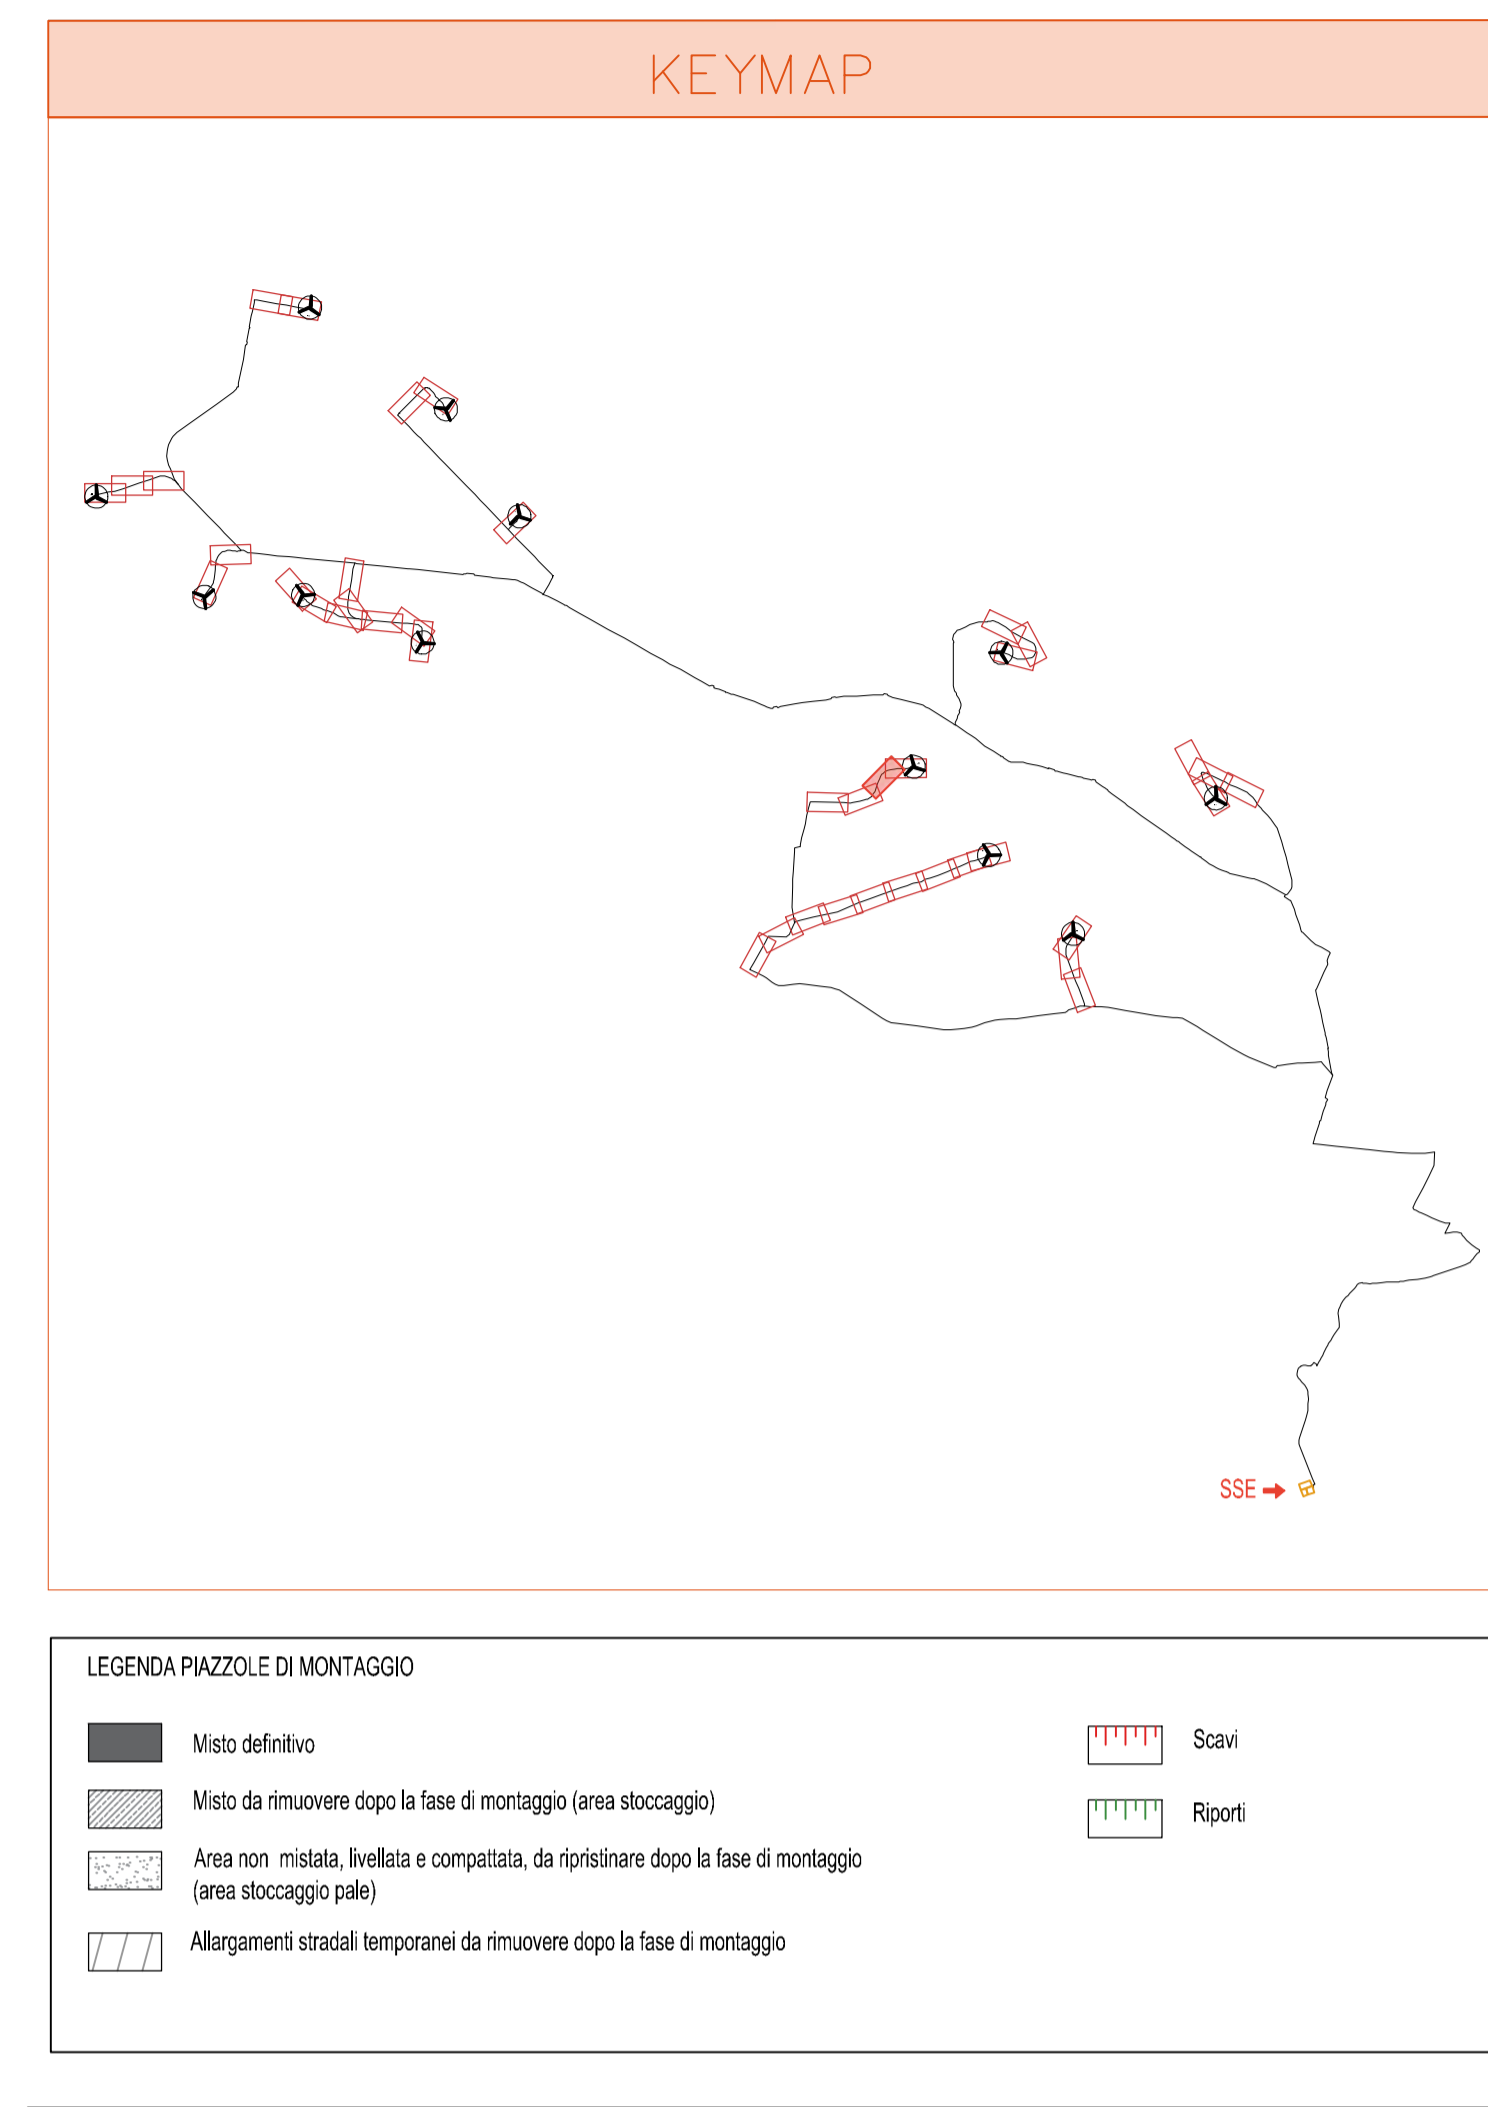 KEYMAP
SSE
LEGENDA PIAZZOLE DI MONTAGGIO
Misto definitivo
Misto da rimuovere dopo la fase di montaggio (area stoccaggio)
Area non mistata, livellata e compattata, da ripristinare dopo la fase di montaggio
(area stoccaggio pale)
Allargamenti stradali temporanei da rimuovere dopo la fase di montaggio
Scavi
Riporti